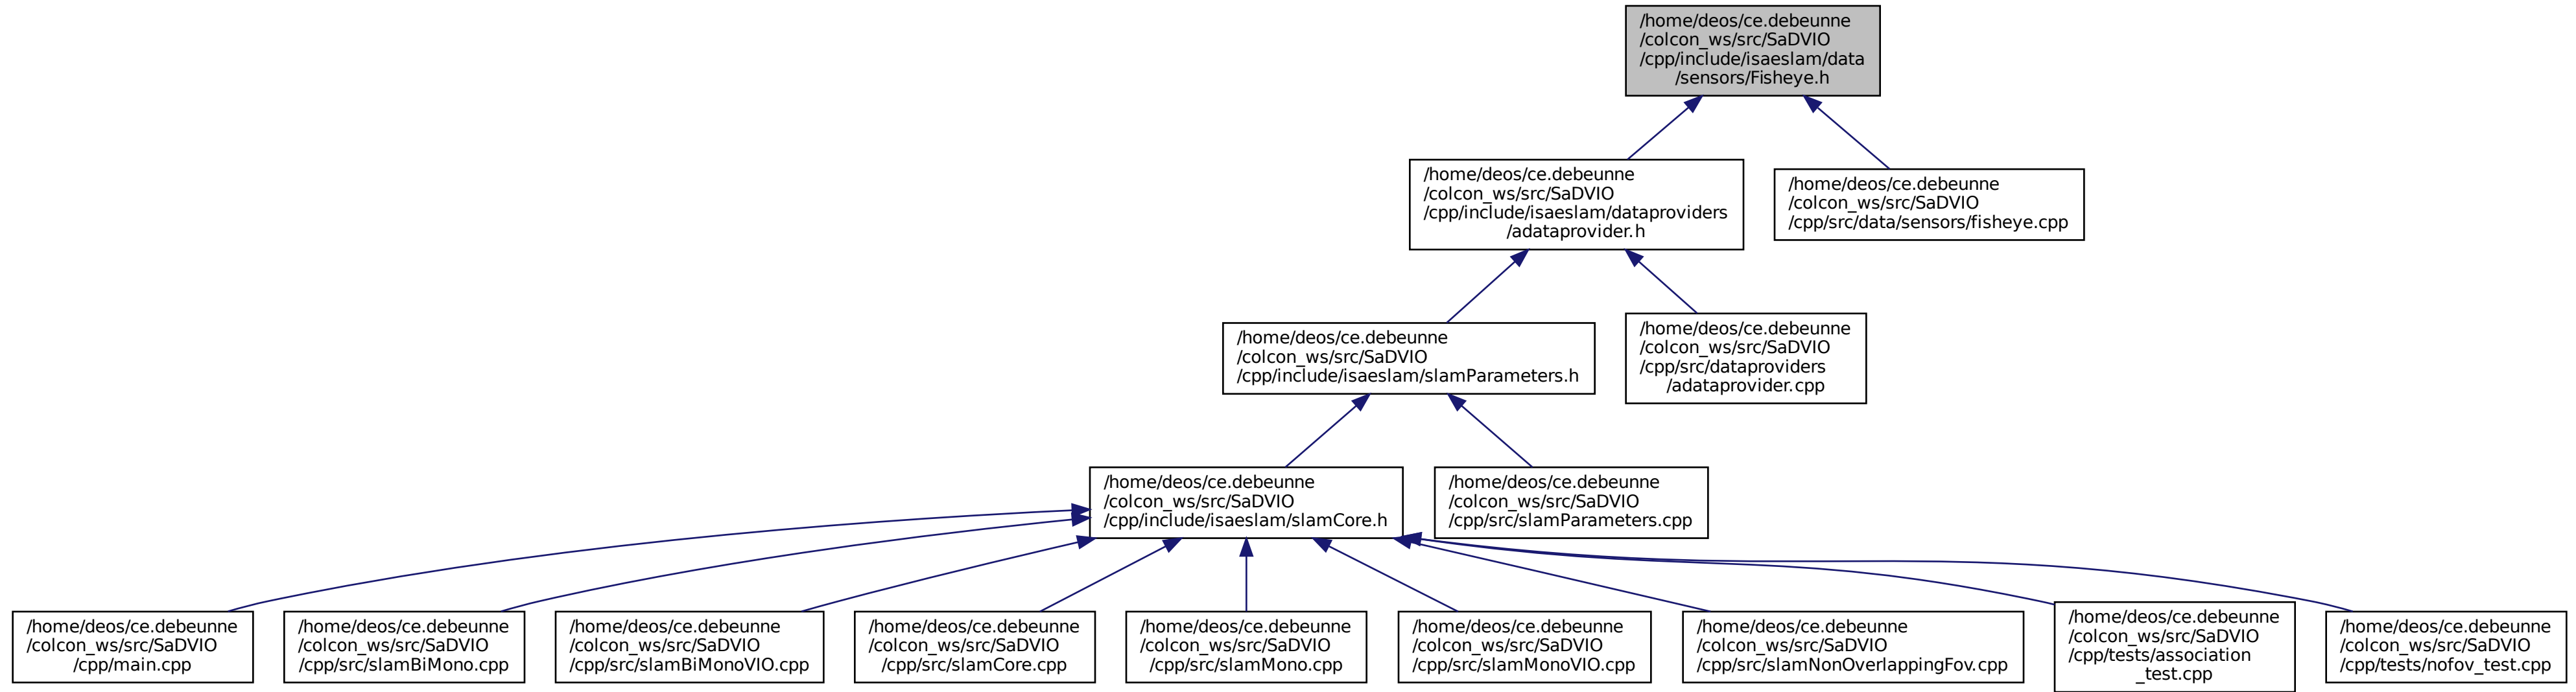 /home/deos/ce.debeunne
/colcon_ws/src/SaDVIO
/cpp/include/isaeslam/data
/sensors/Fisheye.h
/home/deos/ce.debeunne
/colcon_ws/src/SaDVIO
/cpp/include/isaeslam/dataproviders
/adataprovider.h
/home/deos/ce.debeunne
/colcon_ws/src/SaDVIO
/cpp/src/data/sensors/fisheye.cpp
/home/deos/ce.debeunne
/colcon_ws/src/SaDVIO
/cpp/include/isaeslam/slamParameters.h
/home/deos/ce.debeunne
/colcon_ws/src/SaDVIO
/cpp/src/dataproviders
/adataprovider.cpp
/home/deos/ce.debeunne
/colcon_ws/src/SaDVIO
/cpp/include/isaeslam/slamCore.h
/home/deos/ce.debeunne
/colcon_ws/src/SaDVIO
/cpp/src/slamParameters.cpp
/home/deos/ce.debeunne
/colcon_ws/src/SaDVIO
/cpp/main.cpp
/home/deos/ce.debeunne
/colcon_ws/src/SaDVIO
/cpp/src/slamBiMono.cpp
/home/deos/ce.debeunne
/colcon_ws/src/SaDVIO
/cpp/src/slamBiMonoVIO.cpp
/home/deos/ce.debeunne
/colcon_ws/src/SaDVIO
/cpp/src/slamCore.cpp
/home/deos/ce.debeunne
/colcon_ws/src/SaDVIO
/cpp/src/slamMono.cpp
/home/deos/ce.debeunne
/colcon_ws/src/SaDVIO
/cpp/src/slamMonoVIO.cpp
/home/deos/ce.debeunne
/colcon_ws/src/SaDVIO
/cpp/src/slamNonOverlappingFov.cpp
/home/deos/ce.debeunne
/colcon_ws/src/SaDVIO
/cpp/tests/association
_test.cpp
/home/deos/ce.debeunne
/colcon_ws/src/SaDVIO
/cpp/tests/nofov_test.cpp